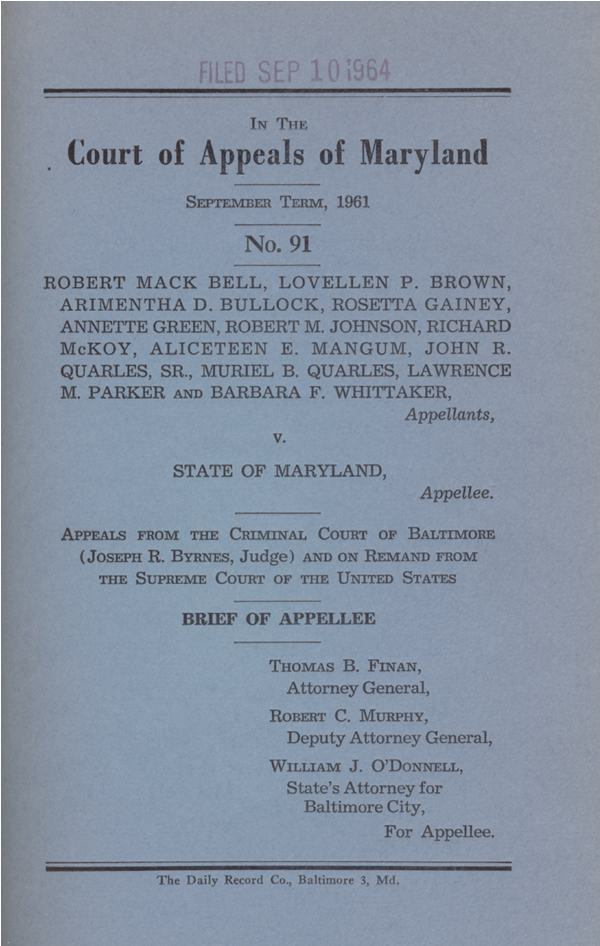 FILED SEP 10 1964
IN THE
Court of Appeals of Maryland
SEPTEMBER TERM, 1961
No. 91
ROBERT MACK BELL, LOVELLEN P. BROWN,
ARIMENTHA D. BULLOCK, ROSETTA GAINEY,
ANNETTE GREEN, ROBERT M. JOHNSON, RICHARD
McKOY, ALICETEEN E. MANGUM, JOHN R.
QUARLES, SR., MURIEL B. QUARLES, LAWRENCE
M. PARKER AND BARBARA F. WHITTAKER,
Appellants,
v.
STATE OF MARYLAND,
Appellee.
APPEALS FROM THE CRIMINAL COURT OF BALTIMORE
(JOSEPH R. BYRNES, Judge) AND ON REMAND FROM
THE SUPREME COURT OF THE UNITED STATES
BRIEF OF APPELLEE
THOMAS B. FINAN,
Attorney General,
ROBERT C. MURPHY,
Deputy Attorney General,
WILLIAM J. O'DONNELL,
State's Attorney for
Baltimore City,
For Appellee.
The Daily Record Co., Baltimore 3, Md.